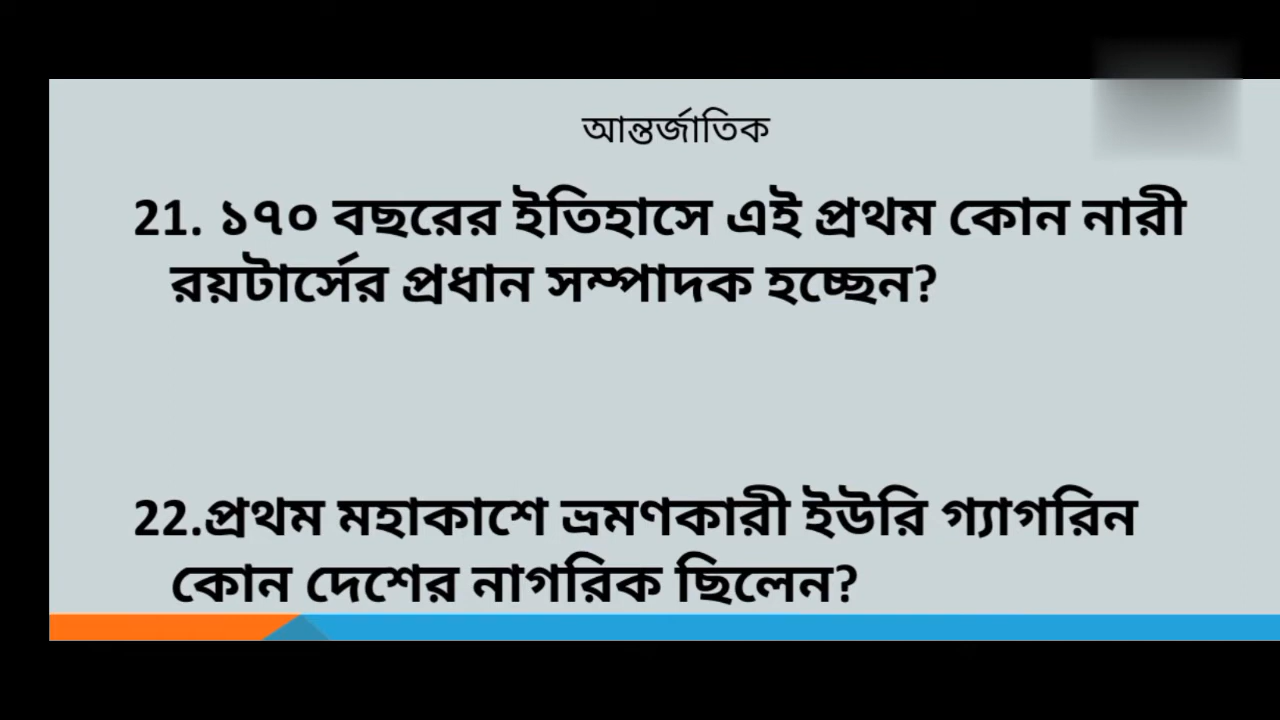 আন্তর্জাতিক
21. ১৭০ বছরের ইতিহাসে এই প্রথম কোন নারী
রয়টার্সের প্রধান সম্পাদক হচ্ছেন?
22.প্রথম মহাকাশে ভ্রমণকারী ইউরি গ্যাগরিন
কোন দেশের নাগরিক ছিলেন?